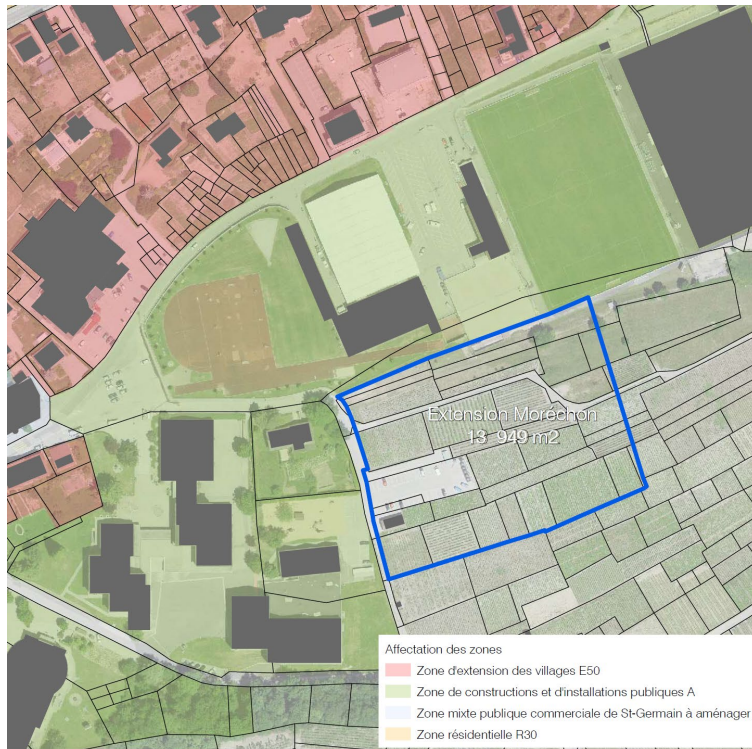 Extension Moréchon
13 949 m2
Affectation des zones
Zone d'extension des villages E50
Zone de constructions et d'installations publiques A
Zone mixte publique commerciale de St-Germain à aménager
Zone résidentielle R30